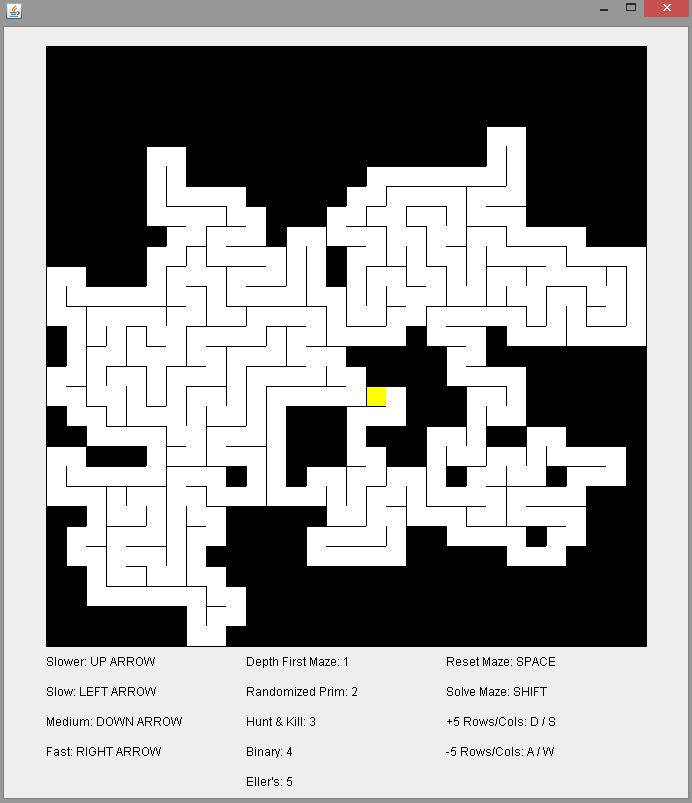 Slower: UP ARROW Depth First Maze: 1 Reset Maze: SPACE
Slow: LEFT ARROW Randomized Prim: 2 Solve Maze: SHIFT
Medium: DOWN ARROW Hunt & Kill: 3 +5 Rows/Cols: D / S
Fast: RIGHT ARROW Binary: 4 -5 Rows/Cols: A / W
Eller's: 5